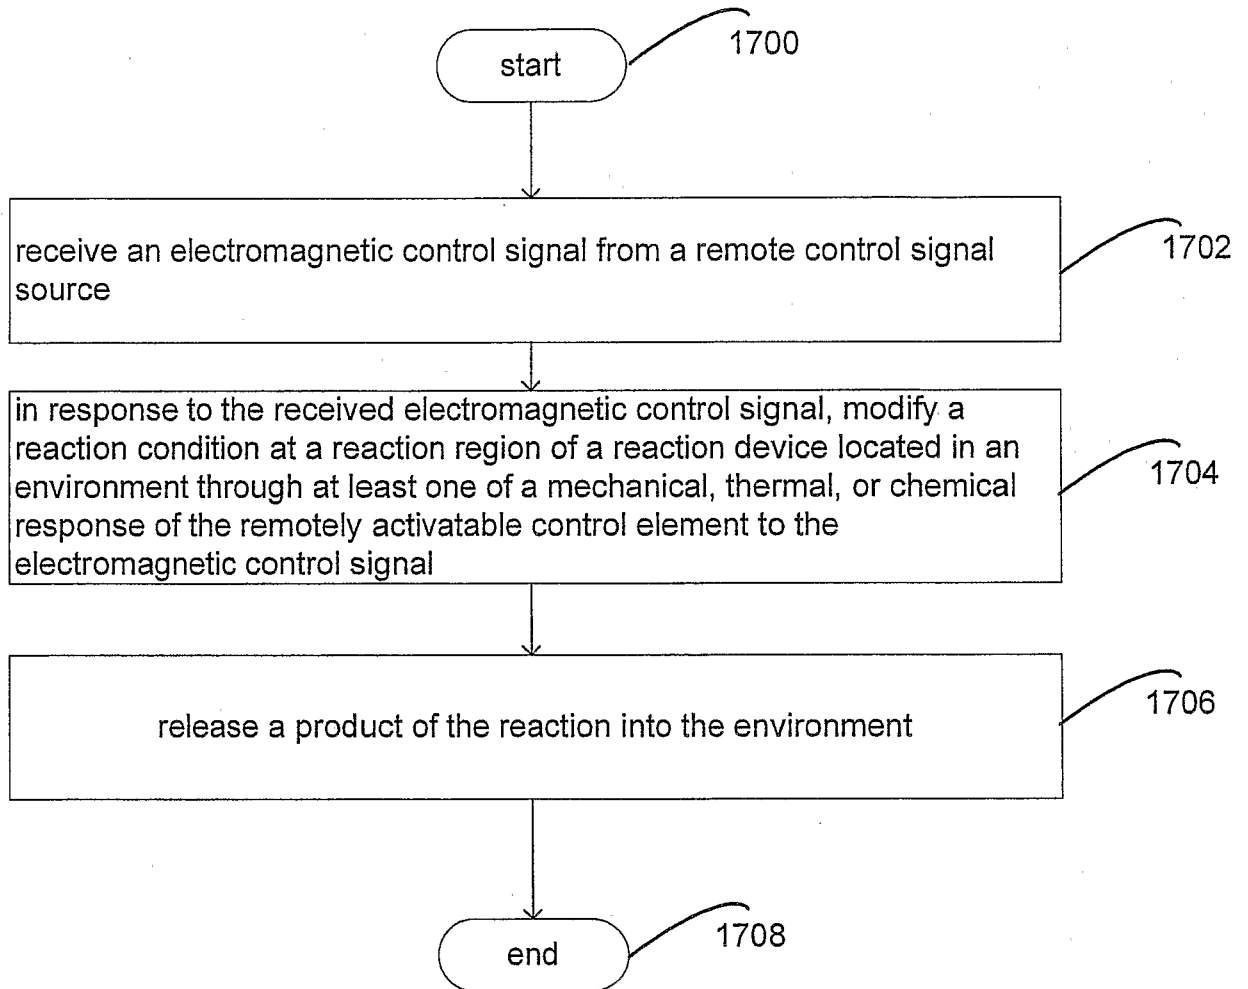 start
1700
receive an electromagnetic control signal from a remote control signal
source
1702
in response to the received electromagnetic control signal, modify a
reaction condition at a reaction region of a reaction device located in an
environment through at least one of a mechanical, thermal, or chemical
response of the remotely activatable control element to the
electromagnetic control signal
1704
release a product of the reaction into the environment
1706
end
1708